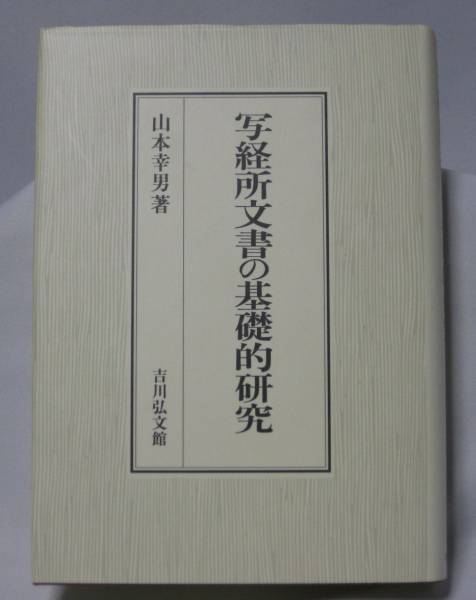 写経所文書の基礎的研究
山本幸男著
吉川弘文館